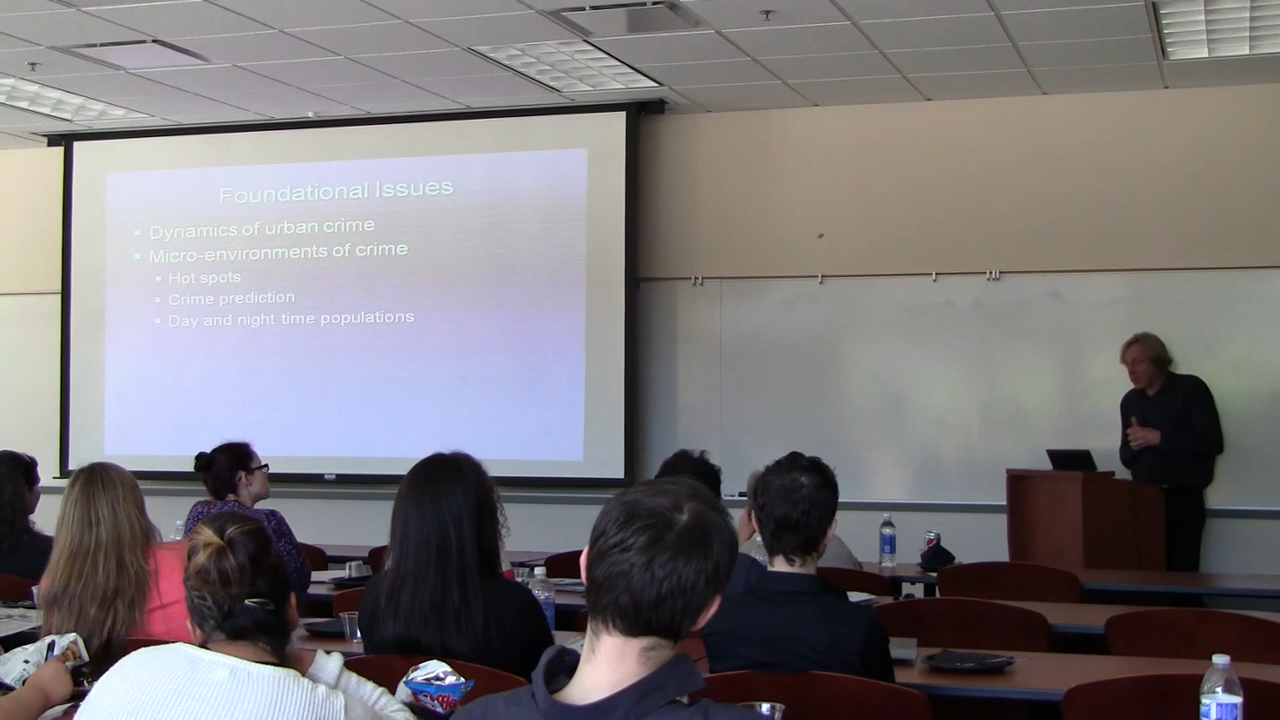 Foundational Issues
Dynamics of urban crime
Micro-environments of crime
Hot spots
Crime prediction
Day and night time populations